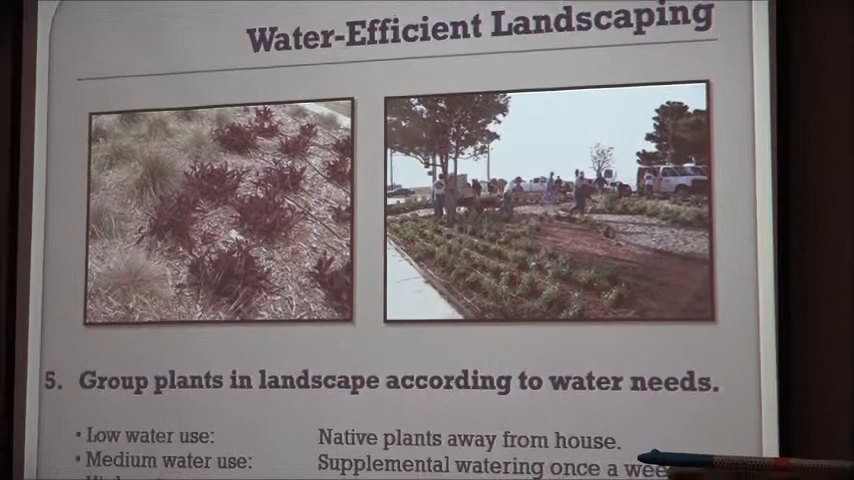 Water-Efficient Landscaping
5. Group plants in landscape according to water needs.
• Low water use: Native plants away from house.
• Medium water use: Supplemental watering once a